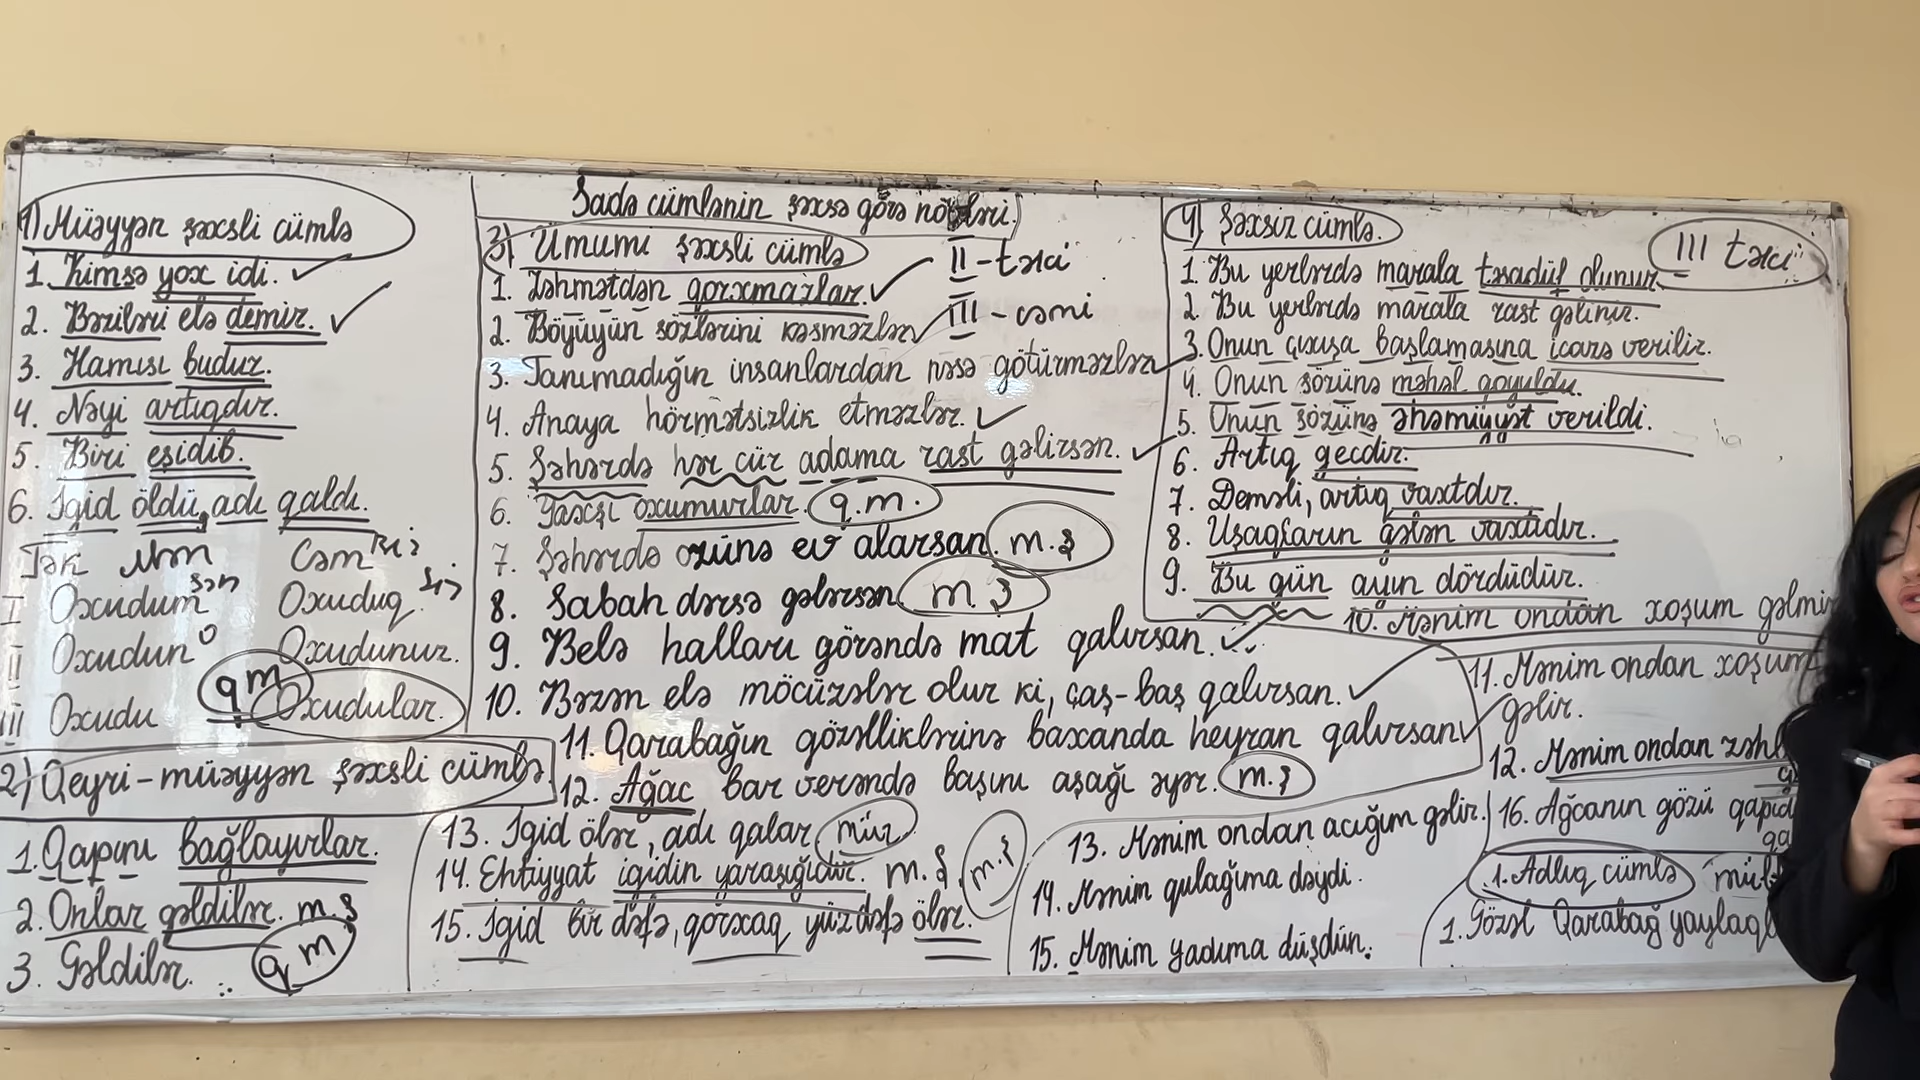 Sadə cümlənin şəxsə görə növləri.
1) Müəyyən şəxsli cümlə
1. Kimsə yox idi. ✓
2. Bəziləri elə demir. ✓
3. Hamısı budur.
4. Nəyi artıqdır.
5. Biri eşidib.
6. İgid öldü, adı qaldı.
Tək Mən Cəm Biz
I Oxudum sən Oxuduq. Siz
II Oxudun o Oxudunuz.
III Oxudu q m Oxudular.
2) Qeyri-müəyyən şəxsli cümlə.
1. Qapını bağlayırlar.
2. Onlar gəldilər. m.ş
3. Gəldilər. q m
3) Ümumi şəxsli cümlə
II - təki
III - cəmi
1. Zəhmətdən qorxmazlar. ✓
2. Böyüyün sözlərini kəsməzlər ✓
3. Tanımadığın insanlardan nəsə götürməzlər ✓
4. Anaya hörmətsizlik etməzlər. ✓
5. Şəhərdə hər cür adama rast gəlirsən. ✓
6. Yaxşı oxumurlar. q.m.
7. Şəhərdə özünə ev alarsan. m.ş
8. Sabah dərsə gələrsən. m.ş
9. Belə halları görəndə mat qalırsan. ✓
10. Bəzən elə möcüzələr olur ki, çaş-baş qalırsan. ✓
11. Qarabağın gözəlliklərinə baxanda heyran qalırsan ✓
12. Ağac bar verəndə başını aşağı əyər. m.ş
13. İgid ölər, adı qalar müə
14. Ehtiyyat igidin yaraşığıdır. m.ş.
m.ş
15. İgid bir dəfə, qorxaq yüz dəfə ölər.
4) Şəxssiz cümlə.
III təki
1. Bu yerlərdə marala təsadüf olunur.
2. Bu yerlərdə marala rast gəlinir.
3. Onun çıxışa başlamasına icazə verilir.
4. Onun sözünə məhəl qoyuldu.
5. Onun sözünə əhəmiyyət verildi.
6. Artıq gecdir.
7. Deməli, artıq vaxtdır.
8. Uşaqların gələn vaxtıdır.
9. Bu gün ayın dördüdür.
10. Mənim ondan xoşum gəlmir
11. Mənim ondan xoşum
gəlir.
12. Mənim ondan zəhl
13. Mənim ondan acığım gəlir.
14. Mənim qulağıma dəydi.
15. Mənim yadıma düşdün.
16. Ağcanın gözü qapıd
qa
1. Adlıq cümlə
1. Gözəl Qarabağ yaylaql